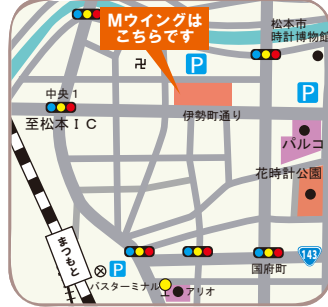 Mウイングは
こちらです
松本市
時計博物館
卍
P
P
中央1
至松本IC
伊勢町通り
パルコ
花時計公園
まつもと
P
バスターミナル
エ
アリオ
国府町
143